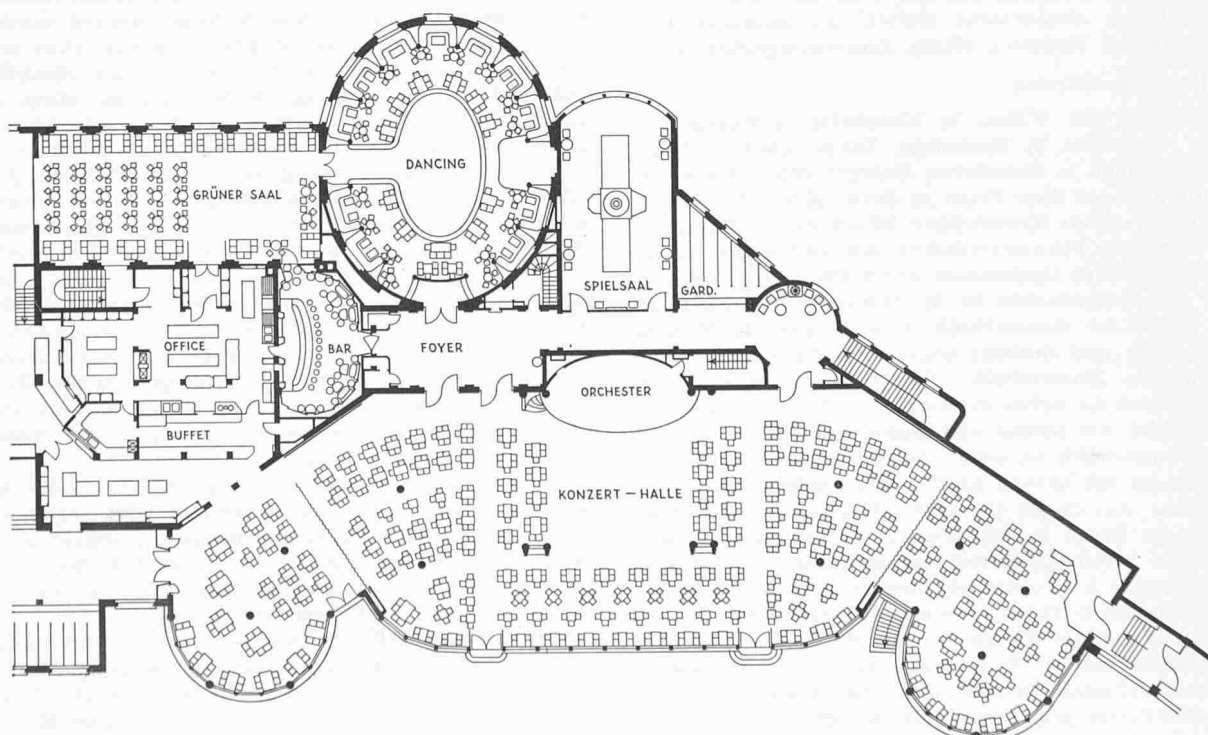 DANCING
GRÜNER SAAL
SPIELSAAL
GARD.
OFFICE
BAR
FOYER
ORCHESTER
BUFFET
KONZERT – HALLE